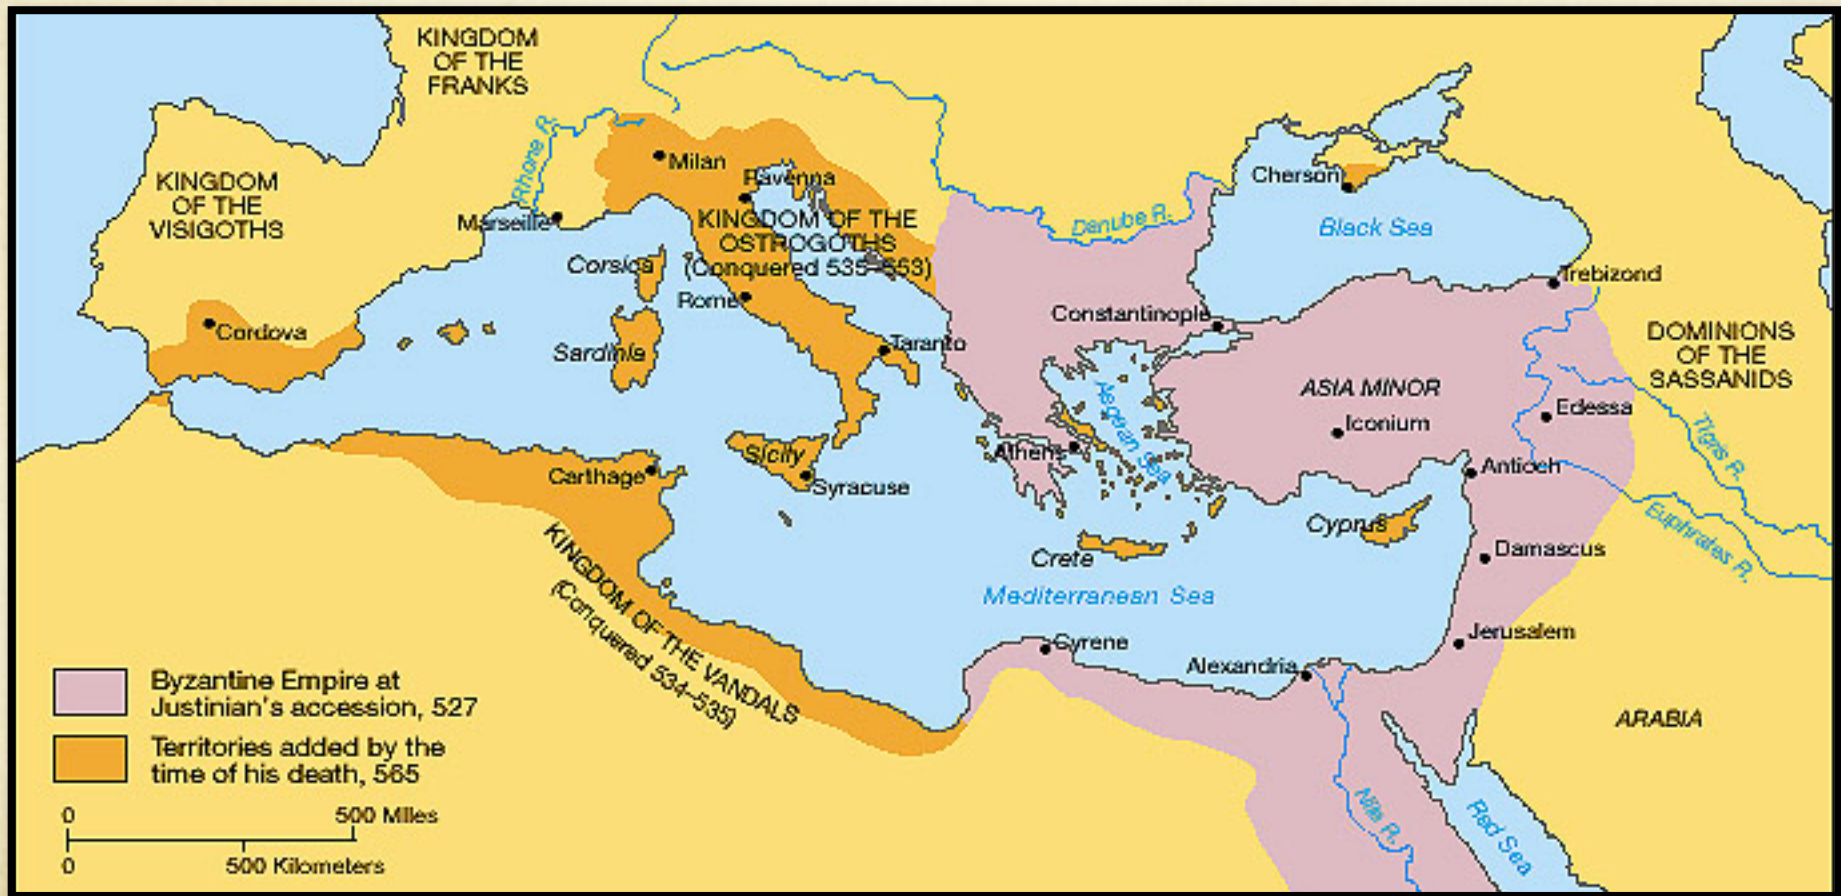 KINGDOM
OF THE
FRANKS
KINGDOM
OF THE
VISIGOTHS
Rhone R.
Marseille
Milan
Ravenna
KINGDOM OF THE
OSTROGOTHS
(Conquered 535–553)
Corsica
Rome
Sardinia
Taranto
Cordova
Danube R.
Cherson
Black Sea
Trebizond
Constantinople
DOMINIONS
OF THE
SASSANIDS
ASIA MINOR
Iconium
Edessa
Tigris R.
Aegean Sea
Athens
Antioch
Euphrates R.
Carthage
Sicily
Syracuse
Crete
Cyprus
Damascus
Mediterranean Sea
KINGDOM OF THE VANDALS
(Conquered 534–535)
Cyrene
Alexandria
Jerusalem
ARABIA
Nile R.
Red Sea
Byzantine Empire at
Justinian's accession, 527
Territories added by the
time of his death, 565
0 500 Miles
0 500 Kilometers